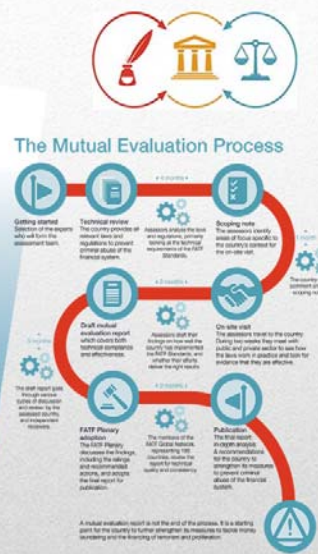 The Mutual Evaluation Process
Getting started
Selection of the experts
who will form the
assessment team.
Technical review
The country provides all
relevant laws and
regulations to prevent
criminal abuse of the
financial system.
Assessors analyse the laws
and regulations, primarily
looking at the technical
requirements of the FATF
Standards.
Scoping note
The assessors identify
areas of focus specific to
the country's context for
the on-site visit.
The country
On-site visit
The assessors travel to the country.
During two weeks they meet with
public and private sector to see how
the laws work in practice and look for
evidence that they are effective.
Assessors draft their
findings on how well the
country has implemented
the FATF Standards, and
whether their efforts
deliver the right results.
Draft mutual
evaluation report
which covers both
technical compliance
and effectiveness.
The draft report goes
through various
rounds of discussion
and review by the
assessed country,
and independent
reviewers.
FATF Plenary
adoption
The FATF Plenary
discusses the findings,
including the ratings
and recommended
actions, and adopts
the final report for
publication.
The members of the
FATF Global Network,
representing
countries, review the
report for technical
quality and consistency.
Publication
The final report
in-depth analysis
recommendations
for the country to
strengthen its measures
to prevent criminal
abuse of the financial
system.
A mutual evaluation report is not the end of the process. It is a starting
point for the country to further strengthen its measures to tackle money
laundering and the financing of terrorism and proliferation.